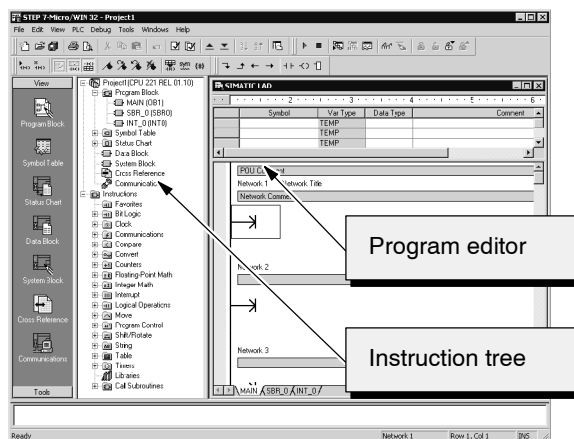 STEP 7-Micro/WIN 32 - Project1
File Edit View PLC Debug Tools Windows Help
View
Program Block
Symbol Table
Status Chart
Data Block
System Block
Cross Reference
Communications
Tools
Project1 (CPU 221 REL 01.10)
Program Block
MAIN (OB1)
SBR_0 (SBR0)
INT_0 (INT0)
Symbol Table
Status Chart
Data Block
System Block
Cross Reference
Instructions
Favorites
Bit Logic
Clock
Communications
Compare
Convert
Counters
Floating-Point Math
Integer Math
Interrupt
Logical Operations
Move
Program Control
Shift/Rotate
String
Table
Timers
Libraries
Call Subroutines
SIMATIC LAD
2 3 4 5 6
Symbol Var Type Data Type Comment
TEMP
TEMP
TEMP
POU
Network 1 Network Title
Network
Network 2
Network 3
MAIN SBR_0 INT_0
Program editor
Instruction tree
Ready
Network 1
Row 1, Col 1
INS